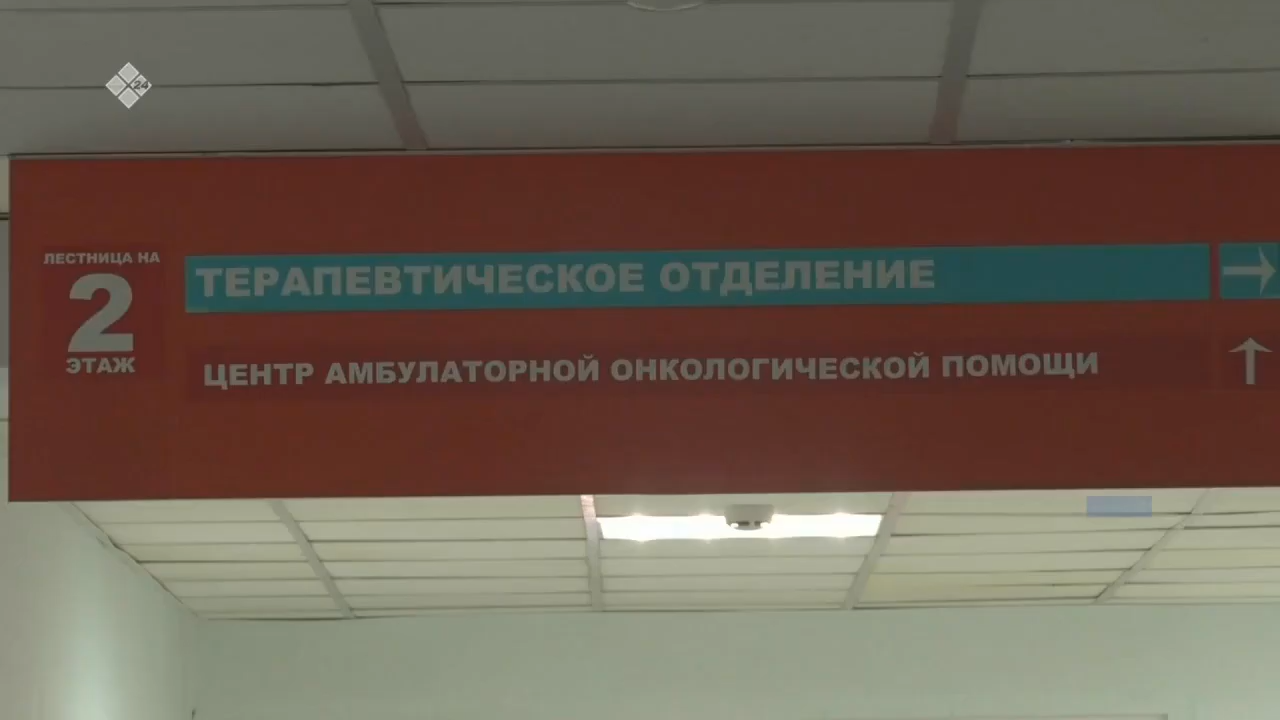 24
ЛЕСТНИЦА НА
2
ЭТАЖ
ТЕРАПЕВТИЧЕСКОЕ ОТДЕЛЕНИЕ
ЦЕНТР АМБУЛАТОРНОЙ ОНКОЛОГИЧЕСКОЙ ПОМОЩИ